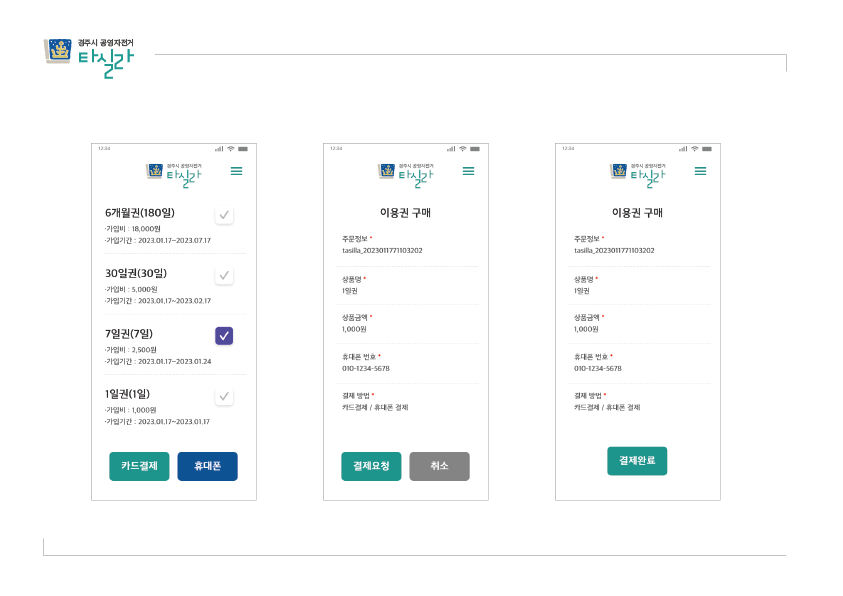 경주시 공영자전거
타실라
12:34
경주시 공영자전거
타실라
6개월권(180일)
·가입비 : 18,000원
·가입기간 : 2023.01.17~2023.07.17
30일권(30일)
·가입비 : 5,000원
·가입기간 : 2023.01.17~2023.02.17
7일권(7일)
·가입비 : 2,500원
·가입기간 : 2023.01.17~2023.01.24
1일권(1일)
·가입비 : 1,000원
·가입기간 : 2023.01.17~2023.01.17
카드결제
휴대폰
12:34
경주시 공영자전거
타실라
이용권 구매
주문정보 *
tasilla_2023011771103202
상품명 *
1일권
상품금액 *
1,000원
휴대폰 번호 *
010-1234-5678
결제 방법 *
카드결제 / 휴대폰 결제
결제요청
취소
12:34
경주시 공영자전거
타실라
이용권 구매
주문정보 *
tasilla_2023011771103202
상품명 *
1일권
상품금액 *
1,000원
휴대폰 번호 *
010-1234-5678
결제 방법 *
카드결제 / 휴대폰 결제
결제완료